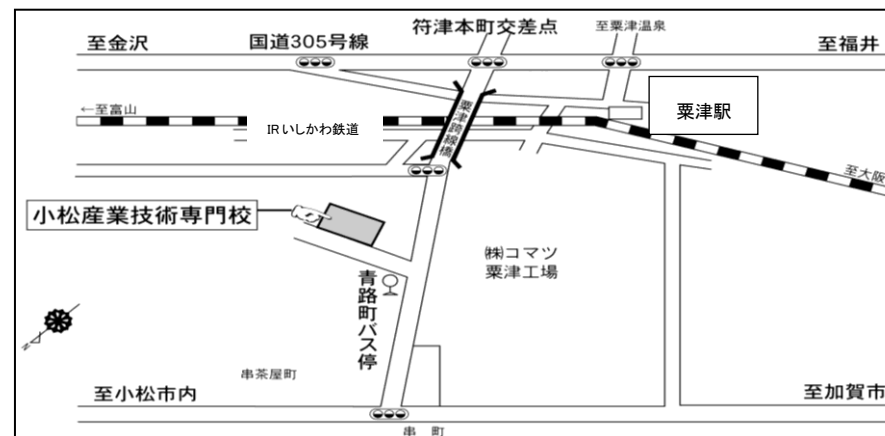 符津本町交差点
至金沢
国道305号線
至粟津温泉
至福井
←至富山
IRいしかわ鉄道
粟津跨線橋
粟津駅
至大阪
小松産業技術専門校
㈱コマツ
粟津工場
青路町バス停
N
串茶屋町
至小松市内
至加賀市
串 町